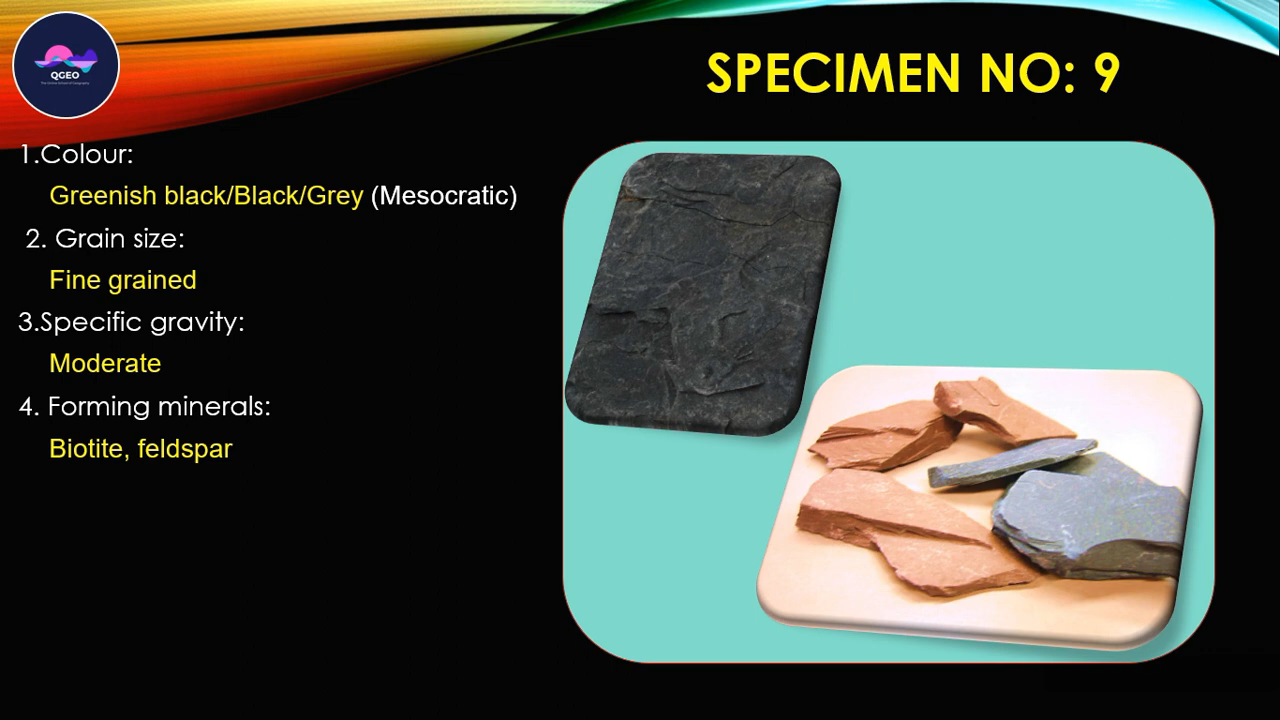 QGEO
SPECIMEN NO: 9
1.Colour:
Greenish black/Black/Grey (Mesocratic)
2. Grain size:
Fine grained
3.Specific gravity:
Moderate
4. Forming minerals:
Biotite, feldspar